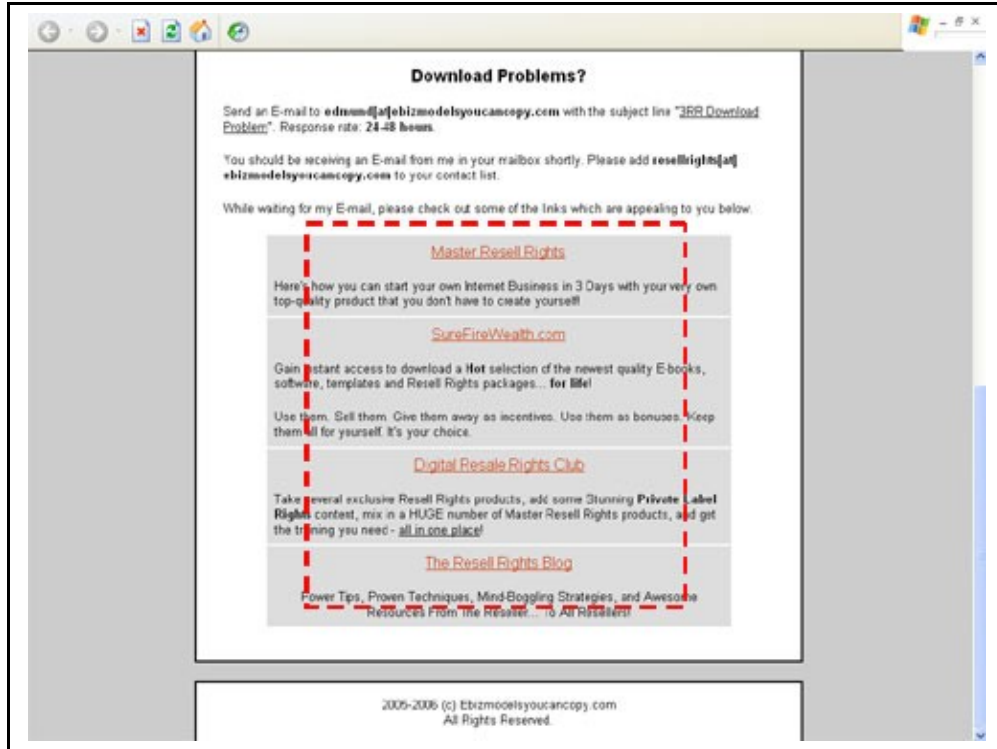 Download Problems?
Send an E-mail to edmund[at]ebizmodelsyoucancopy.com with the subject line "3RR Download
Problem". Response rate: 24-48 hours.
You should be receiving an E-mail from me in your mailbox shortly. Please add resellrights[at]
ebizmodelsyoucancopy.com to your contact list.
While waiting for my E-mail, please check out some of the links which are appealing to you below.
Master Resell Rights
Here's how you can start your own Internet Business in 3 Days with your very own
top-quality product that you don't have to create yourself!
SureFireWealth.com
Gain instant access to download a Hot selection of the newest quality E-books,
software, templates and Resell Rights packages... for life!
Use them. Sell them. Give them away as incentives. Use them as bonuses. Keep
them all for yourself. It's your choice.
Digital Resale Rights Club
Take several exclusive Resell Rights products, add some Stunning Private Label
Rights content, mix in a HUGE number of Master Resell Rights products, and get
the training you need - all in one place!
The Resell Rights Blog
Power Tips, Proven Techniques, Mind-Boggling Strategies, and Awesome
Resources From The Reseller... To All Resellers!
2005-2006 (c) Ebizmodelsyoucancopy.com
All Rights Reserved.